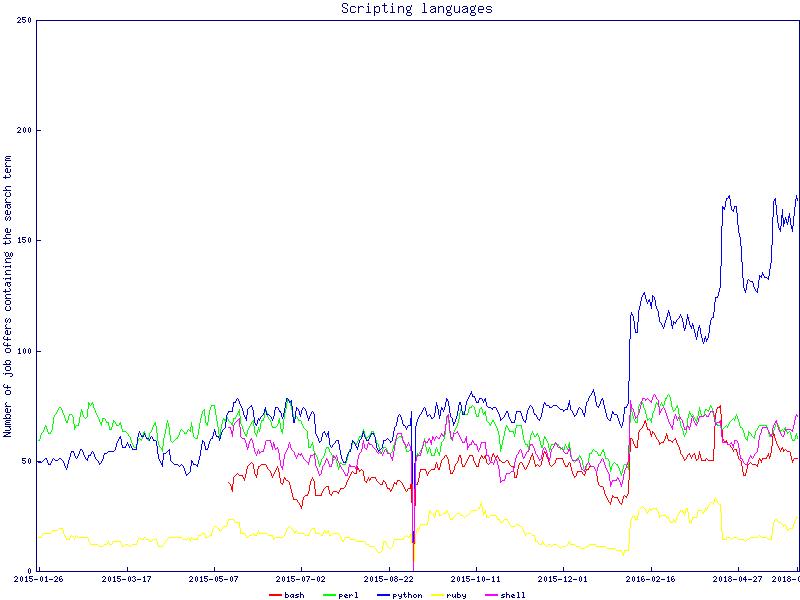 Scripting languages
Number of job offers containing the search term
250
200
150
100
50
0
2015-01-26 2015-03-17 2015-05-07 2015-07-02 2015-08-22 2015-10-11 2015-12-01 2016-02-16 2018-04-27 2018-0
bash perl python ruby shell